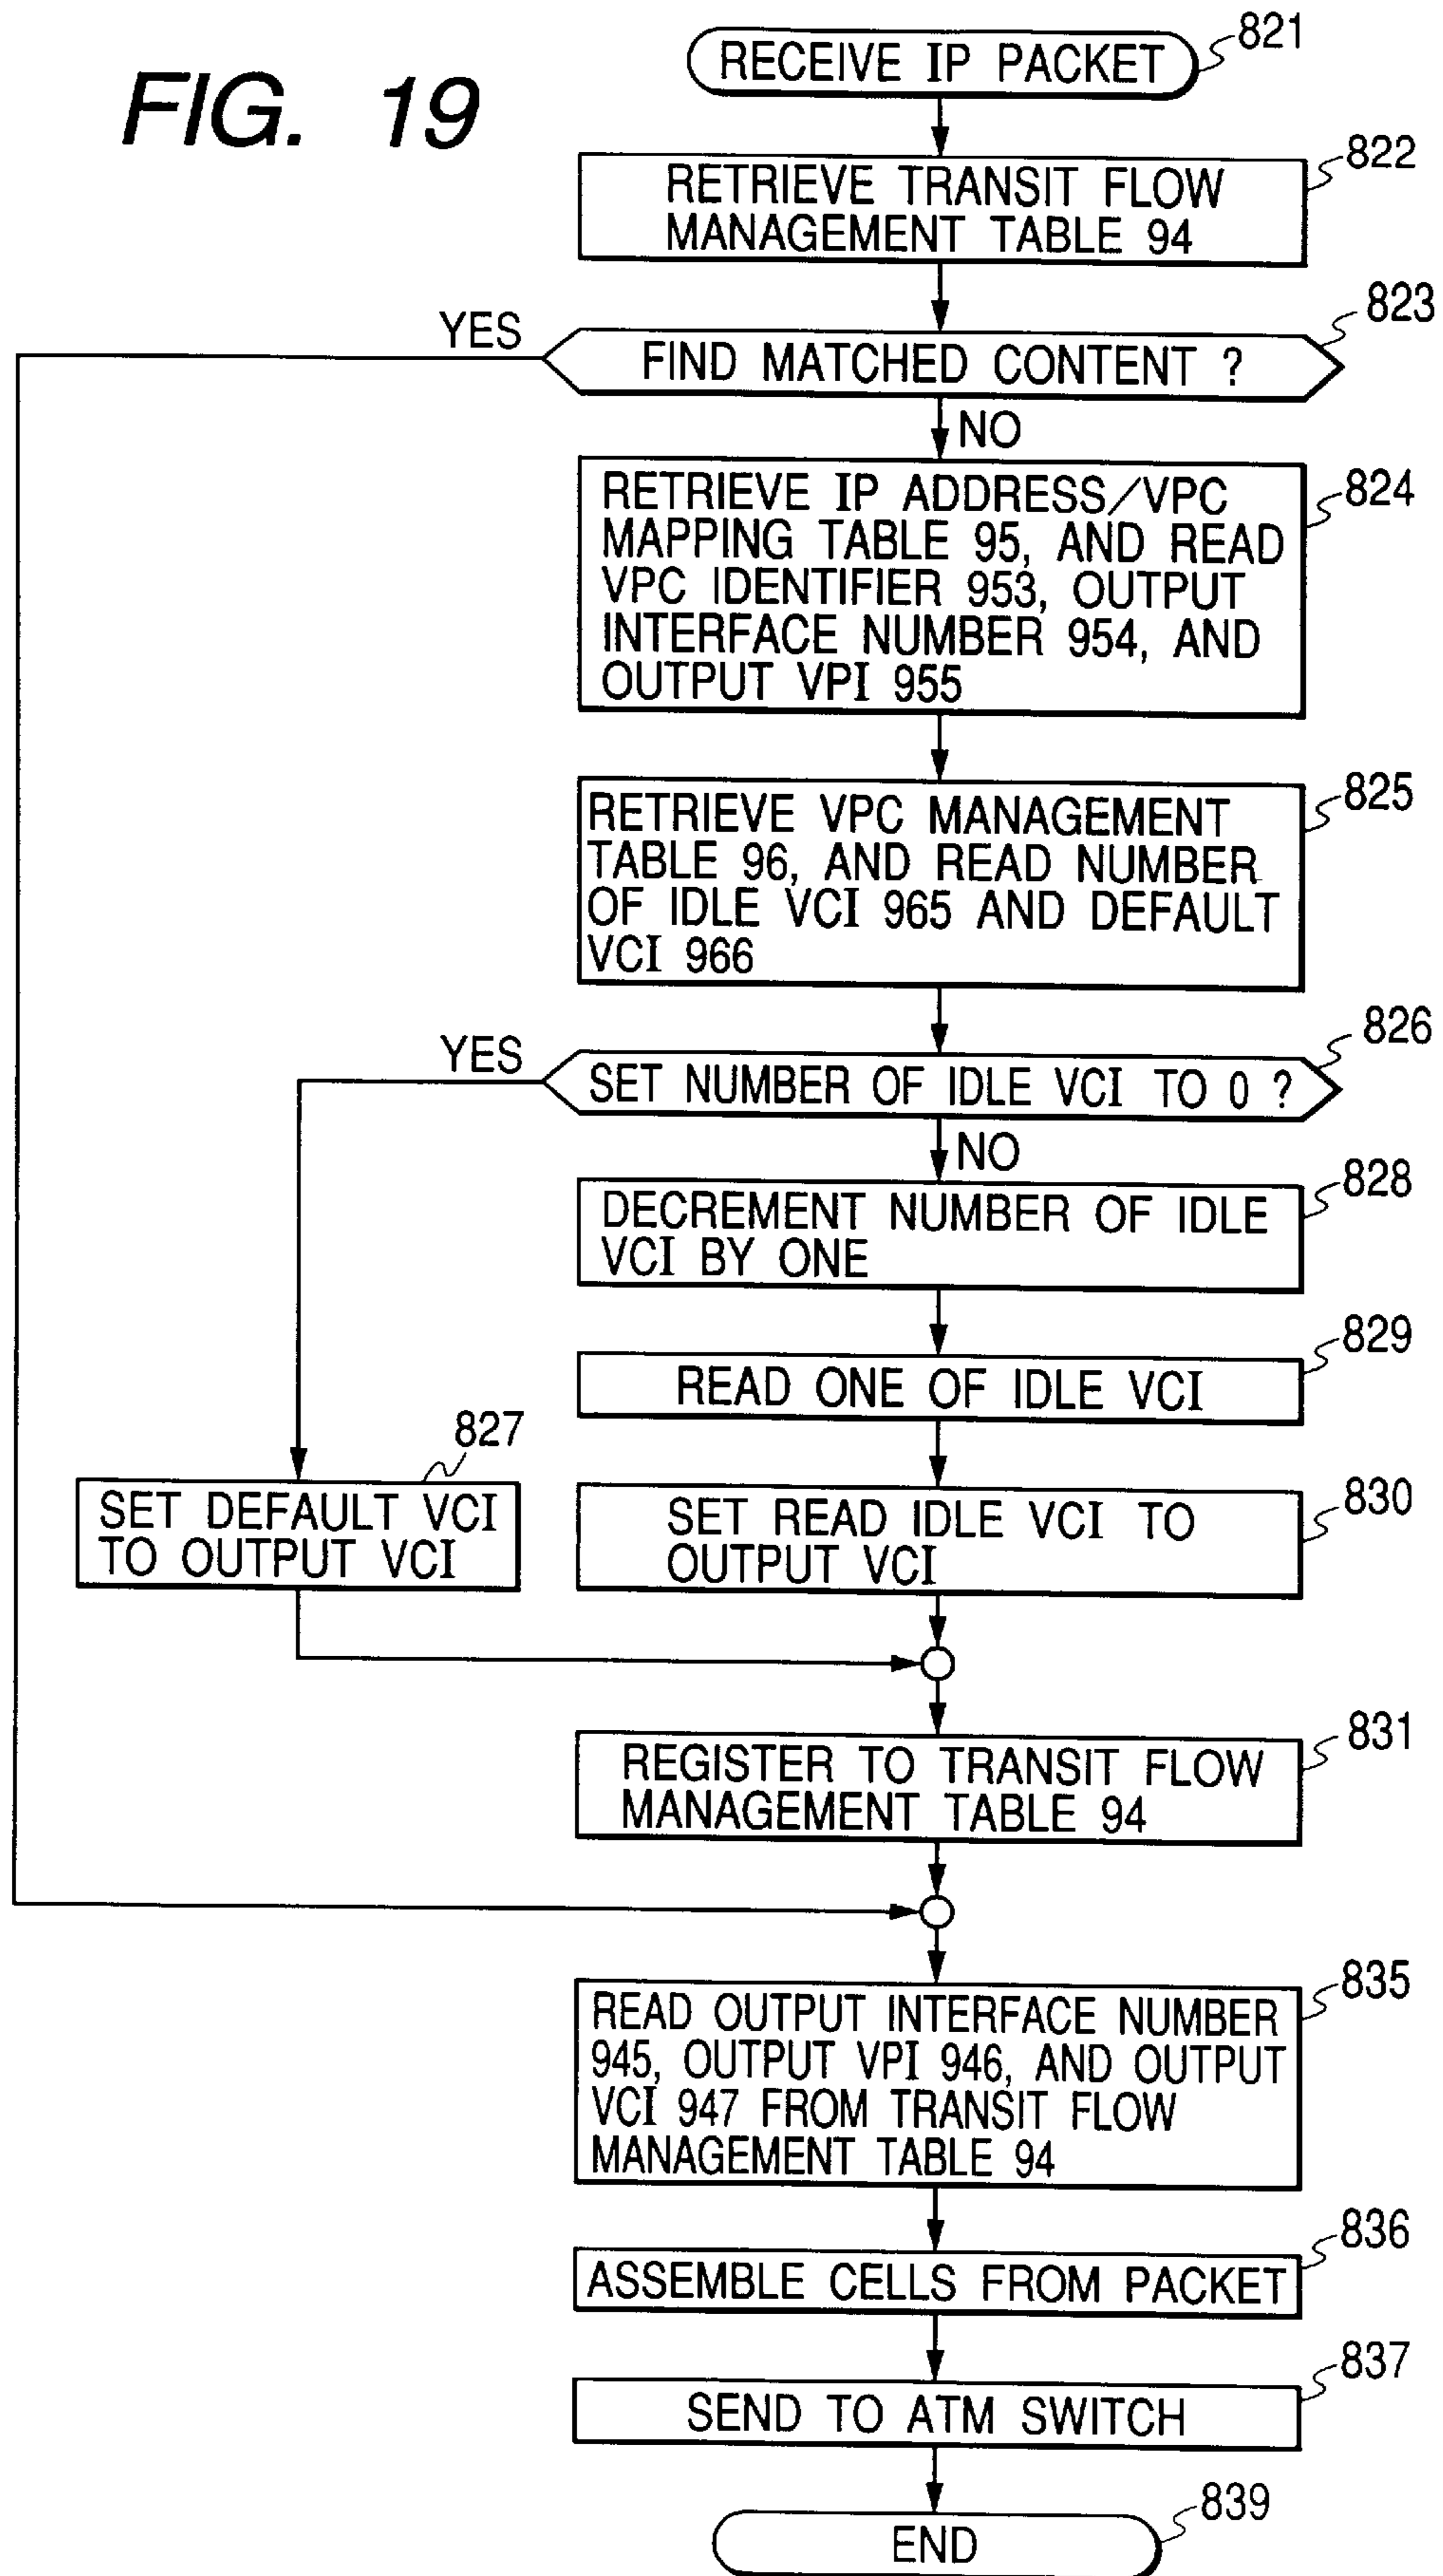 FIG. 19
RECEIVE IP PACKET
821
RETRIEVE TRANSIT FLOW
MANAGEMENT TABLE 94
822
YES
FIND MATCHED CONTENT ?
823
NO
RETRIEVE IP ADDRESS/VPC
MAPPING TABLE 95, AND READ
VPC IDENTIFIER 953, OUTPUT
INTERFACE NUMBER 954, AND
OUTPUT VPI 955
824
RETRIEVE VPC MANAGEMENT
TABLE 96, AND READ NUMBER
OF IDLE VCI 965 AND DEFAULT
VCI 966
825
YES
SET NUMBER OF IDLE VCI TO 0 ?
826
NO
DECREMENT NUMBER OF IDLE
VCI BY ONE
828
READ ONE OF IDLE VCI
829
827
SET DEFAULT VCI
TO OUTPUT VCI
SET READ IDLE VCI TO
OUTPUT VCI
830
REGISTER TO TRANSIT FLOW
MANAGEMENT TABLE 94
831
READ OUTPUT INTERFACE NUMBER
945, OUTPUT VPI 946, AND OUTPUT
VCI 947 FROM TRANSIT FLOW
MANAGEMENT TABLE 94
835
ASSEMBLE CELLS FROM PACKET
836
SEND TO ATM SWITCH
837
END
839